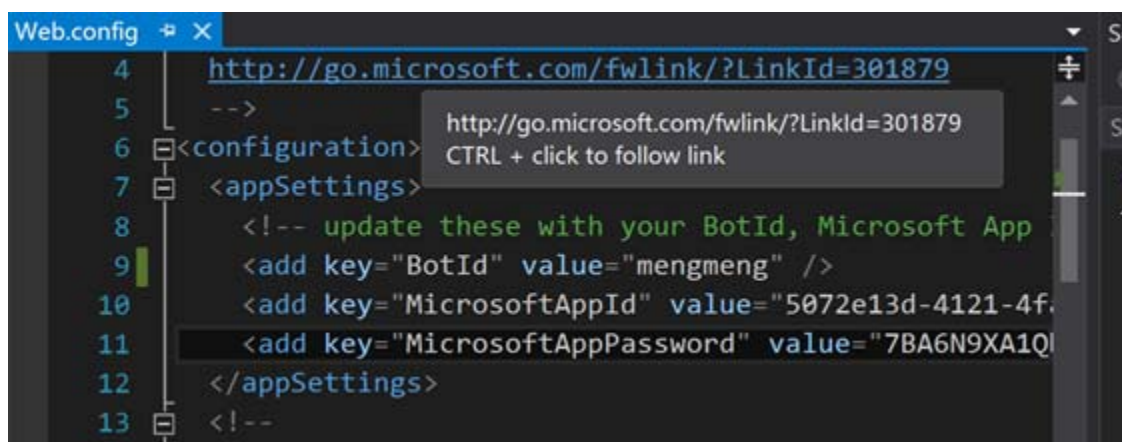 Web.config
4 http://go.microsoft.com/fwlink/?LinkId=301879
5 -->
http://go.microsoft.com/fwlink/?LinkId=301879
CTRL + click to follow link
6 <configuration>
7 <appSettings>
8 <!-- update these with your BotId, Microsoft App
9 <add key="BotId" value="mengmeng" />
10 <add key="MicrosoftAppId" value="5072e13d-4121-4f
11 <add key="MicrosoftAppPassword" value="7BA6N9XA1Q
12 </appSettings>
13 <!--
S
S